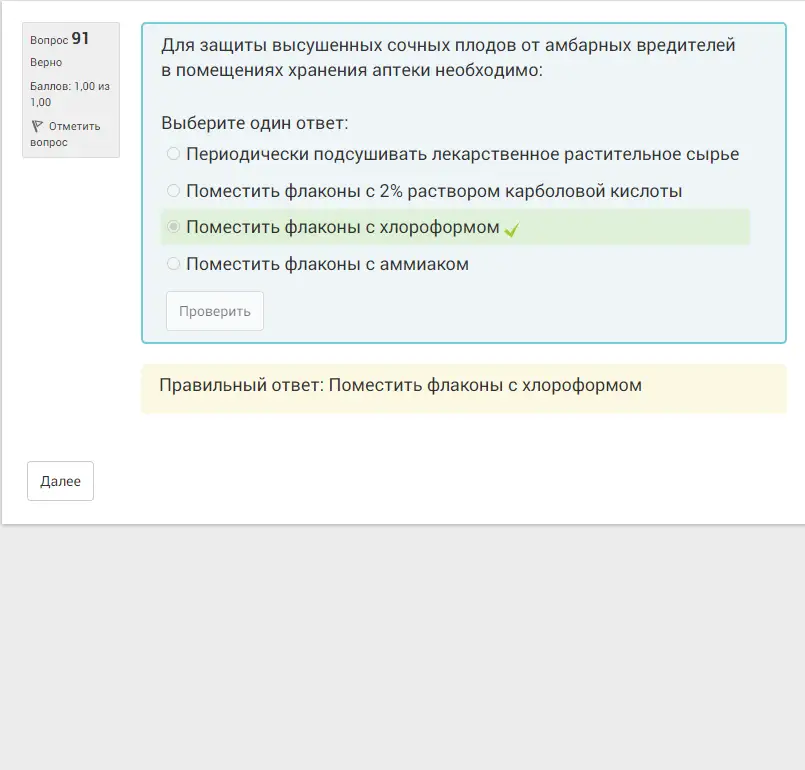 Вопрос 91
Верно
Баллов: 1,00 из
1,00
Отметить
вопрос
Для защиты высушенных сочных плодов от амбарных вредителей
в помещениях хранения аптеки необходимо:
Выберите один ответ:
Периодически подсушивать лекарственное растительное сырье
Поместить флаконы с 2% раствором карболовой кислоты
Поместить флаконы с хлороформом
Поместить флаконы с аммиаком
Проверить
Правильный ответ: Поместить флаконы с хлороформом
Далее